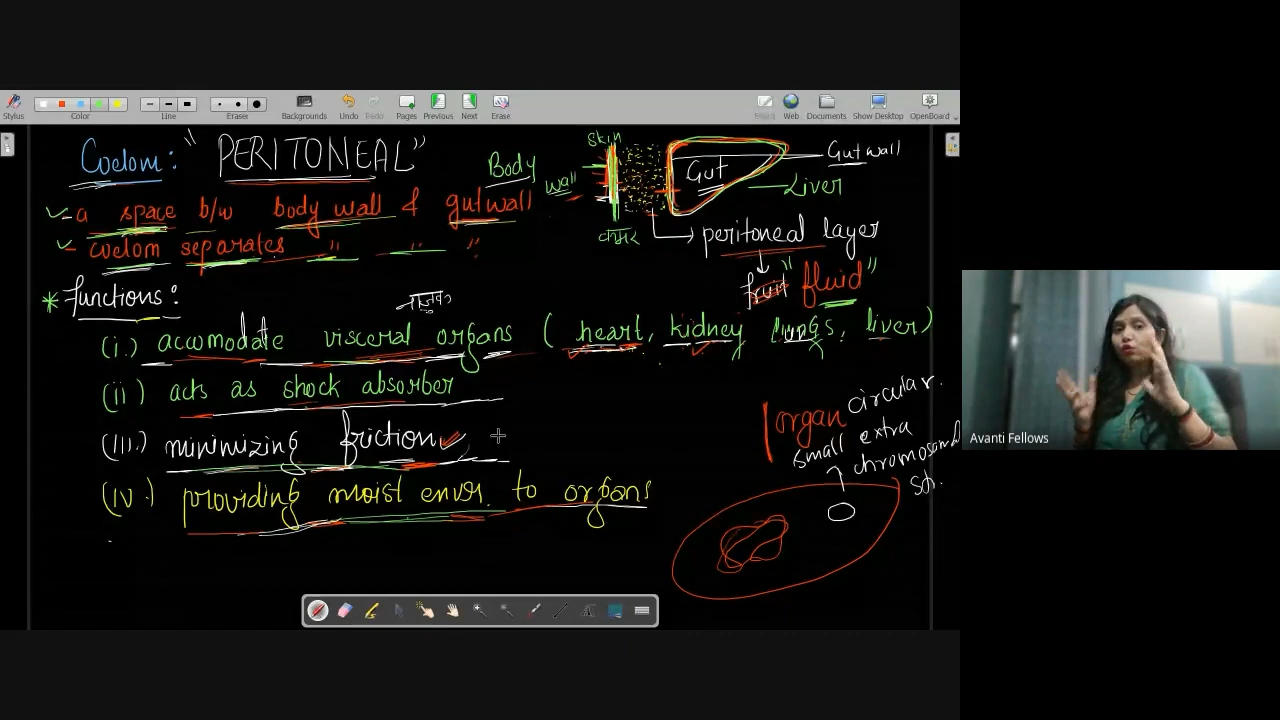 Stylus
Color
Line
Eraser
Backgrounds
Undo
Redo
Pages
Previous
Next
Erase
Board
Web
Documents
Show Desktop
OpenBoard
Coelom: " PERITONEAL"
- a space b/w body wall & gutwall
- coelom separates " " "
Body
wall
skin
Gut
Gut wall
Liver
peritoneal layer
fruit "fluid"
* functions:
(i.) accomodate visceral organs ( heart, kidney lungs, liver)
(ii) acts as shock absorber
(III.) minimizing friction
(iv.) providing moist envr. to organs
organ
circular.
small extra
chromosomal
Avanti Fellows